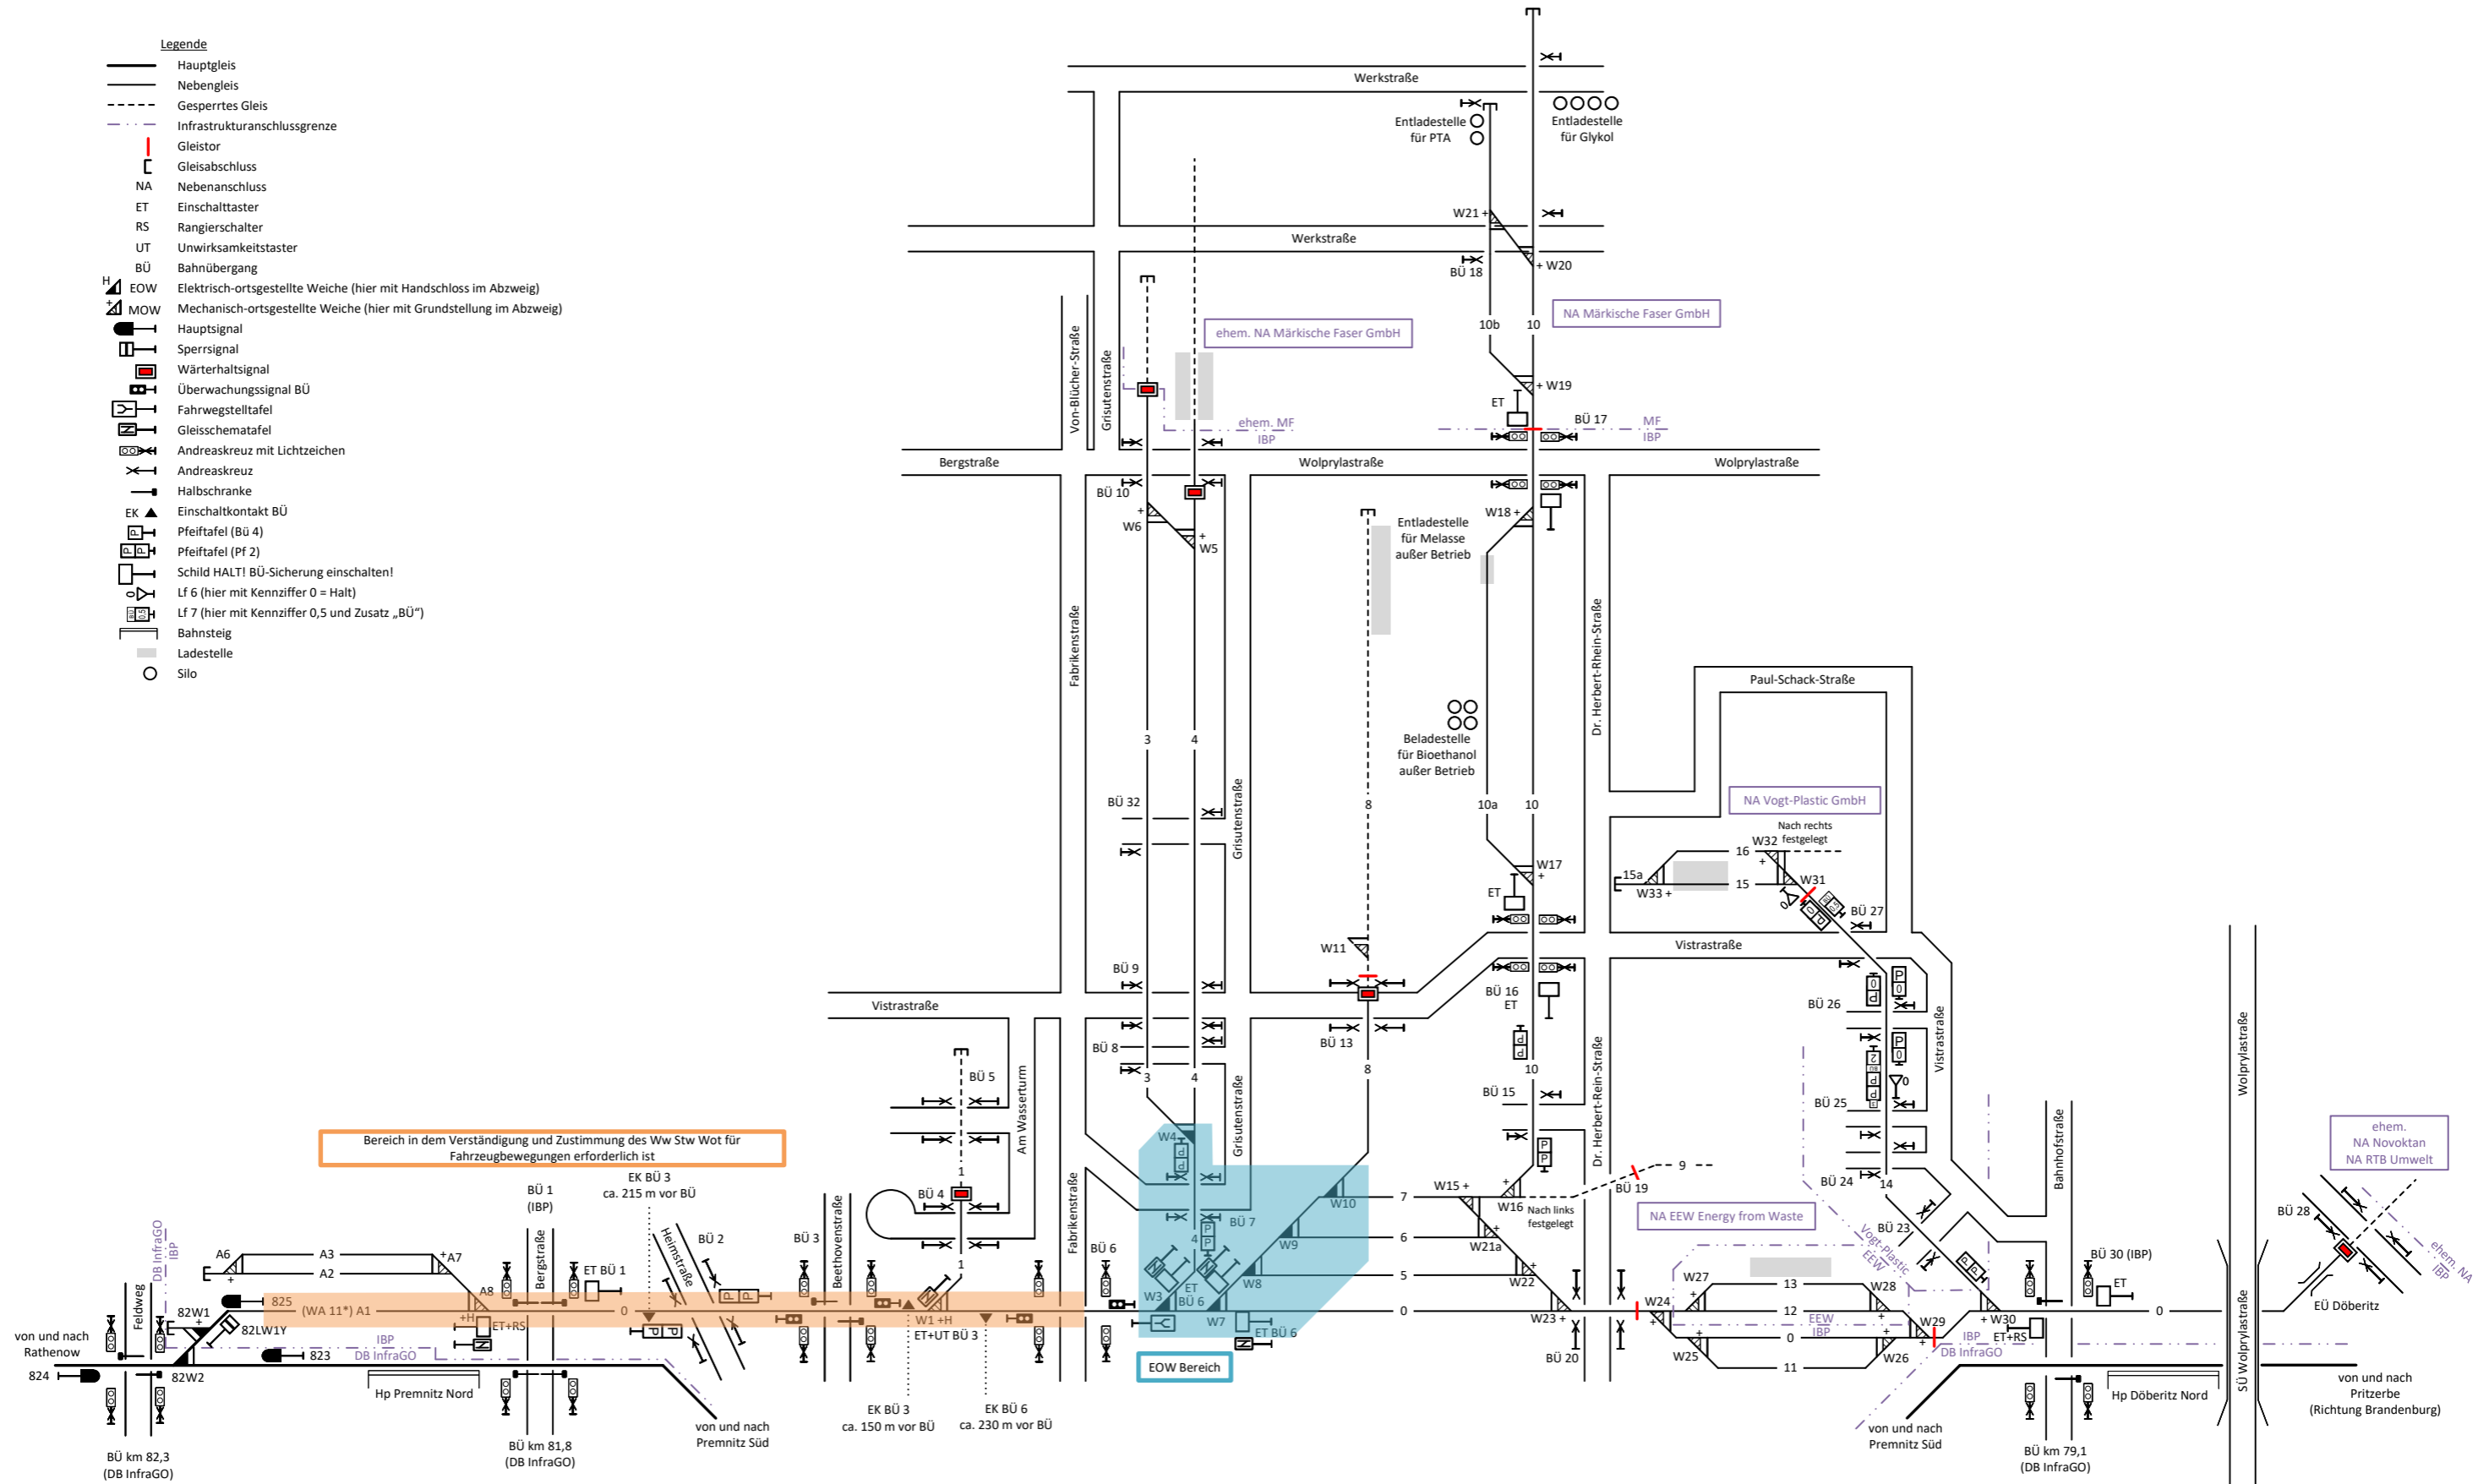 Legende
Hauptgleis
Nebengleis
Gesperrtes Gleis
Infrastrukturanschlussgrenze
Gleistor
Gleisabschluss
NA Nebenanschluss
ET Einschalttaster
RS Rangierschalter
UT Unwirksamkeitstaster
BÜ Bahnübergang
H EOW Elektrisch-ortsgestellte Weiche (hier mit Handschloss im Abzweig)
+ MOW Mechanisch-ortsgestellte Weiche (hier mit Grundstellung im Abzweig)
Hauptsignal
Sperrsignal
Wärterhaltsignal
Überwachungssignal BÜ
Fahrwegstelltafel
N Gleisschematafel
Andreaskreuz mit Lichtzeichen
Andreaskreuz
Halbschranke
EK Einschaltkontakt BÜ
P Pfeiftafel (Bü 4)
P P Pfeiftafel (Pf 2)
Schild HALT! BÜ-Sicherung einschalten!
0 Lf 6 (hier mit Kennziffer 0 = Halt)
BÜ 0,5 Lf 7 (hier mit Kennziffer 0,5 und Zusatz „BÜ“)
Bahnsteig
Ladestelle
Silo
Werkstraße
Entladestelle
für PTA
Entladestelle
für Glykol
W21 +
Werkstraße
BÜ 18
+ W20
NA Märkische Faser GmbH
10b
10
ehem. NA Märkische Faser GmbH
Von-Blücher-Straße
Grisutenstraße
+ W19
ET
BÜ 17
MF
IBP
ehem. MF
IBP
Bergstraße
Wolprylastraße
Wolprylastraße
BÜ 10
+
W6
+
W5
W18 +
Entladestelle
für Melasse
außer Betrieb
Fabrikenstraße
Dr. Herbert-Rhein-Straße
Paul-Schack-Straße
Beladestelle
für Bioethanol
außer Betrieb
3
4
BÜ 32
Grisutenstraße
8
10a
10
NA Vogt-Plastic GmbH
Nach rechts
festgelegt
W32
+
16
15a
15
W33 +
W31
0
P 0
BÜ 27
W17
+
ET
W11
Vistrastraße
BÜ 9
Vistrastraße
BÜ 16
ET
BÜ 13
BÜ 26
P 0
P 0
BÜ 8
P P
3
4
8
10
BÜ 5
Am Wasserturm
Grisutenstraße
BÜ 15
Dr. Herbert-Rein-Straße
BÜ 25
P 0
0
Vistrastraße
Bahnhofstraße
Wolprylastraße
Bereich in dem Verständigung und Zustimmung des Ww Stw Wot für
Fahrzeugbewegungen erforderlich ist
EK BÜ 3
ca. 215 m vor BÜ
BÜ 1
(IBP)
1
BÜ 4
W4
P P
P P
W10
7
W15 +
+
W16
Nach links
festgelegt
9
BÜ 19
BÜ 24
14
NA EEW Energy from Waste
ehem.
NA Novoktan
NA RTB Umwelt
BÜ 28
ehem. NA
IBP
DB InfraGO
IBP
Feldweg
A6
+
A3
A2
+
A7
A8
Bergstraße
ET BÜ 1
Heimstraße
BÜ 2
BÜ 3
Beethovenstraße
1
Fabrikenstraße
BÜ 6
BÜ 7
P P
4
N
ET
BÜ 6
N
W9
W8
6
W21a
+
5
W22
+
BÜ 23
Vogt-Plastic
EEW
P P
BÜ 30 (IBP)
ET
EÜ Döberitz
82W1
+
825
(WA 11*) A1
82LW1Y
+H
ET+RS
N
0
P P
P P
N
W1 +H
ET+UT BÜ 3
W3
W7
ET BÜ 6
N
0
W23 +
BÜ 20
W24
+
W27
+
13
12
EEW
IBP
0
11
W25
+
W28
+
W26
+
W29
+
+ W30
ET+RS
IBP
DB InfraGO
0
von und nach
Rathenow
824
82W2
823
IBP
DB InfraGO
Hp Premnitz Nord
EOW Bereich
EK BÜ 3
ca. 150 m vor BÜ
EK BÜ 6
ca. 230 m vor BÜ
von und nach
Premnitz Süd
BÜ km 82,3
(DB InfraGO)
BÜ km 81,8
(DB InfraGO)
von und nach
Premnitz Süd
BÜ km 79,1
(DB InfraGO)
Hp Döberitz Nord
SÜ Wolprylastraße
von und nach
Pritzerbe
(Richtung Brandenburg)